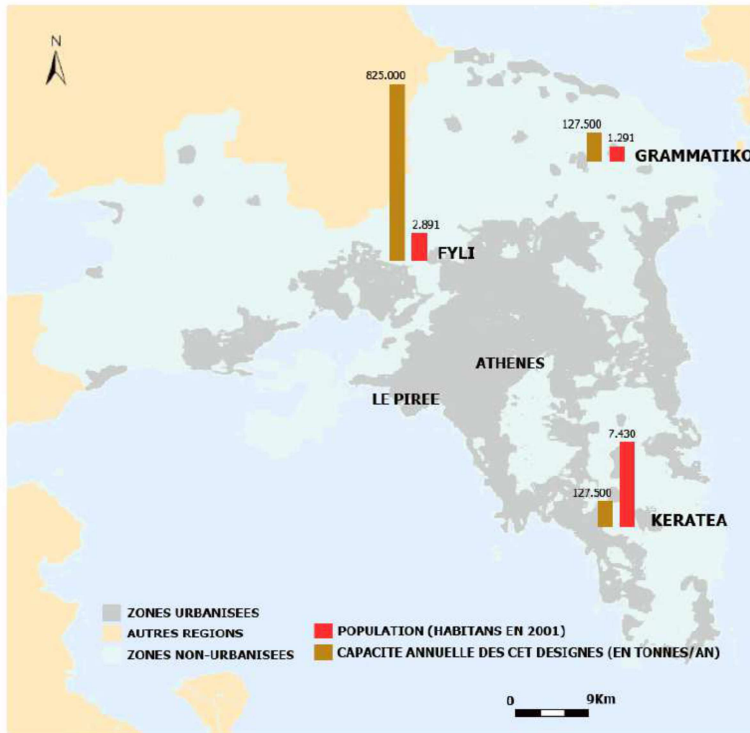 N
825.000
127.500
1.291
GRAMMATIKO
2.891
FYLI
ATHENES
LE PIREE
7.430
127.500
KERATEA
ZONES URBANISEES
AUTRES REGIONS
ZONES NON-URBANISEES
POPULATION (HABITANS EN 2001)
CAPACITE ANNUELLE DES CET DESIGNES (EN TONNES/AN)
0 9Km